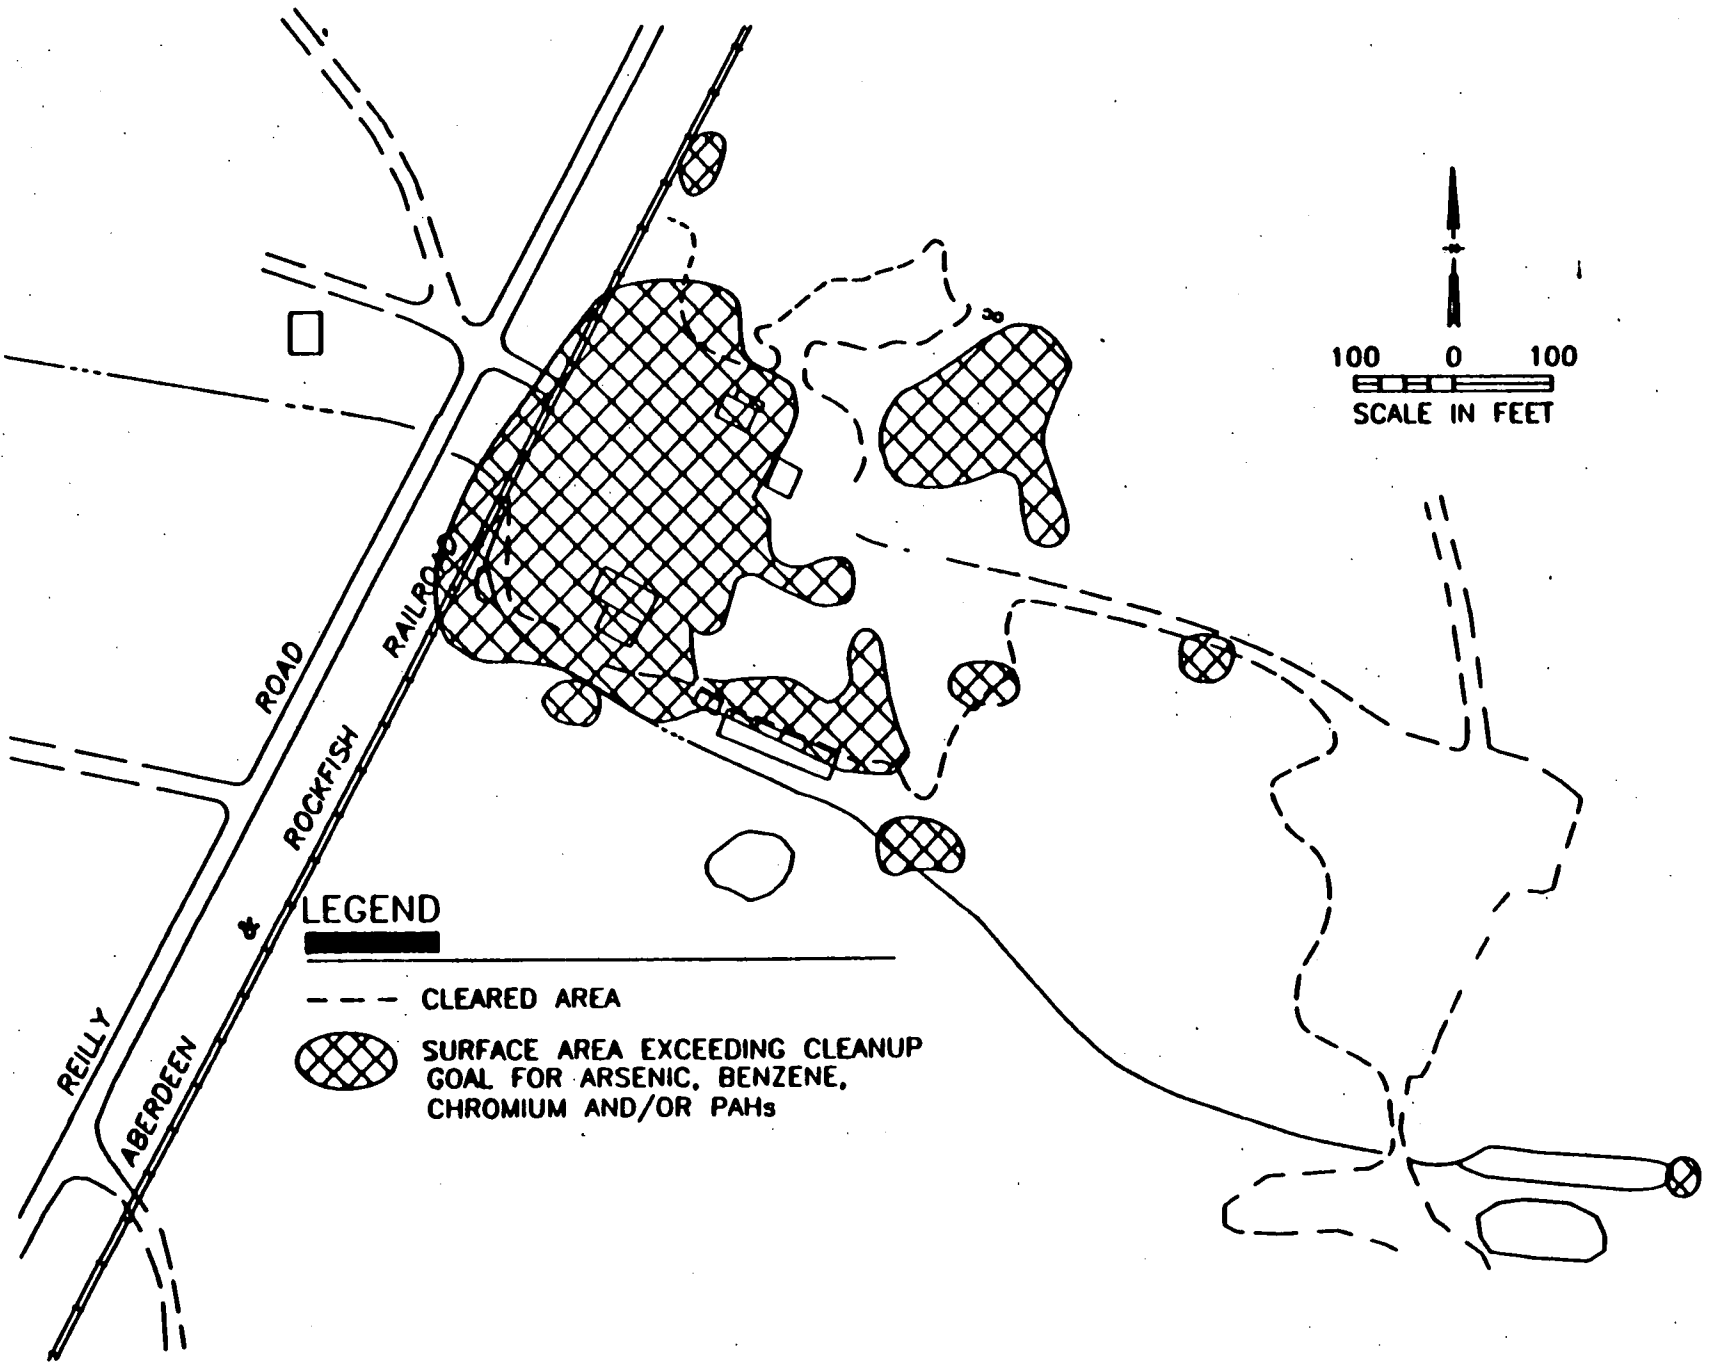 100 0 100
SCALE IN FEET
REILLY ROAD
ABERDEEN & ROCKFISH RAILROAD
LEGEND
CLEARED AREA
SURFACE AREA EXCEEDING CLEANUP
GOAL FOR ARSENIC, BENZENE,
CHROMIUM AND/OR PAHs